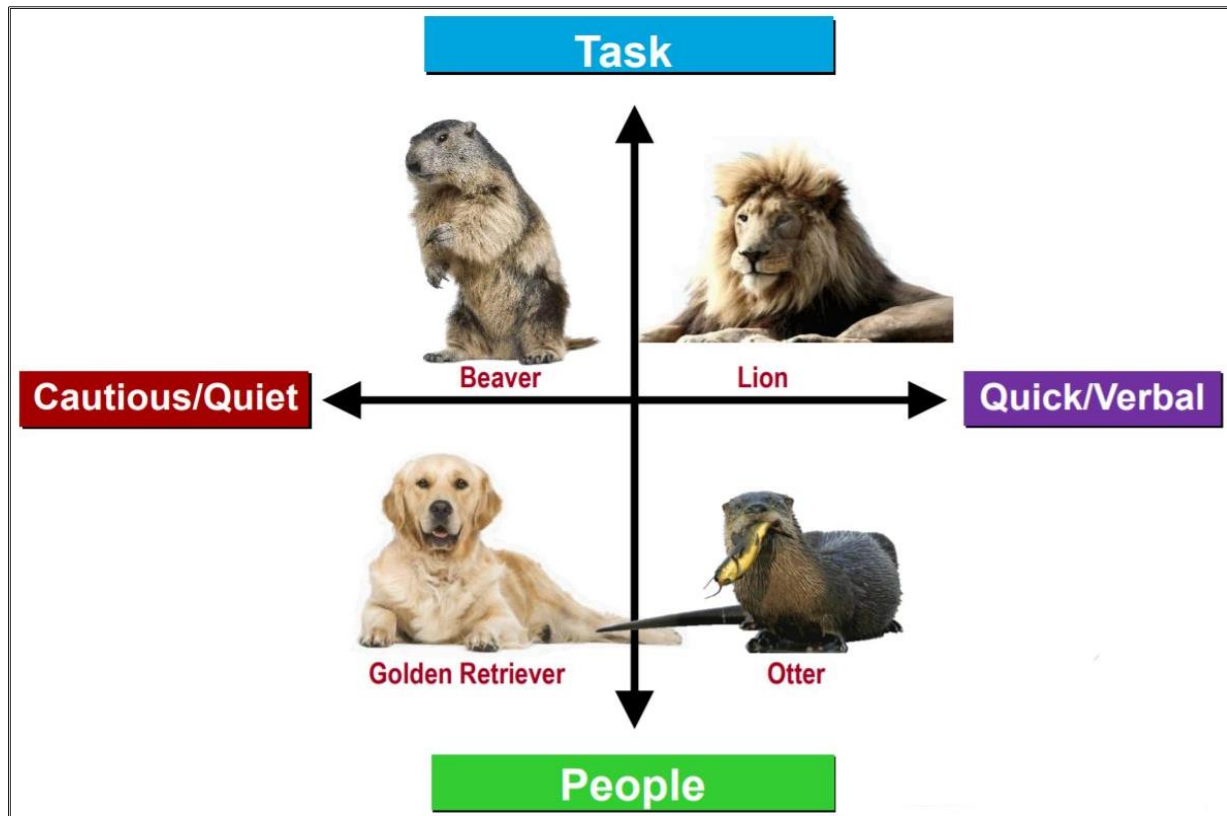 Task
Beaver
Lion
Cautious/Quiet
Quick/Verbal
Golden Retriever
Otter
People